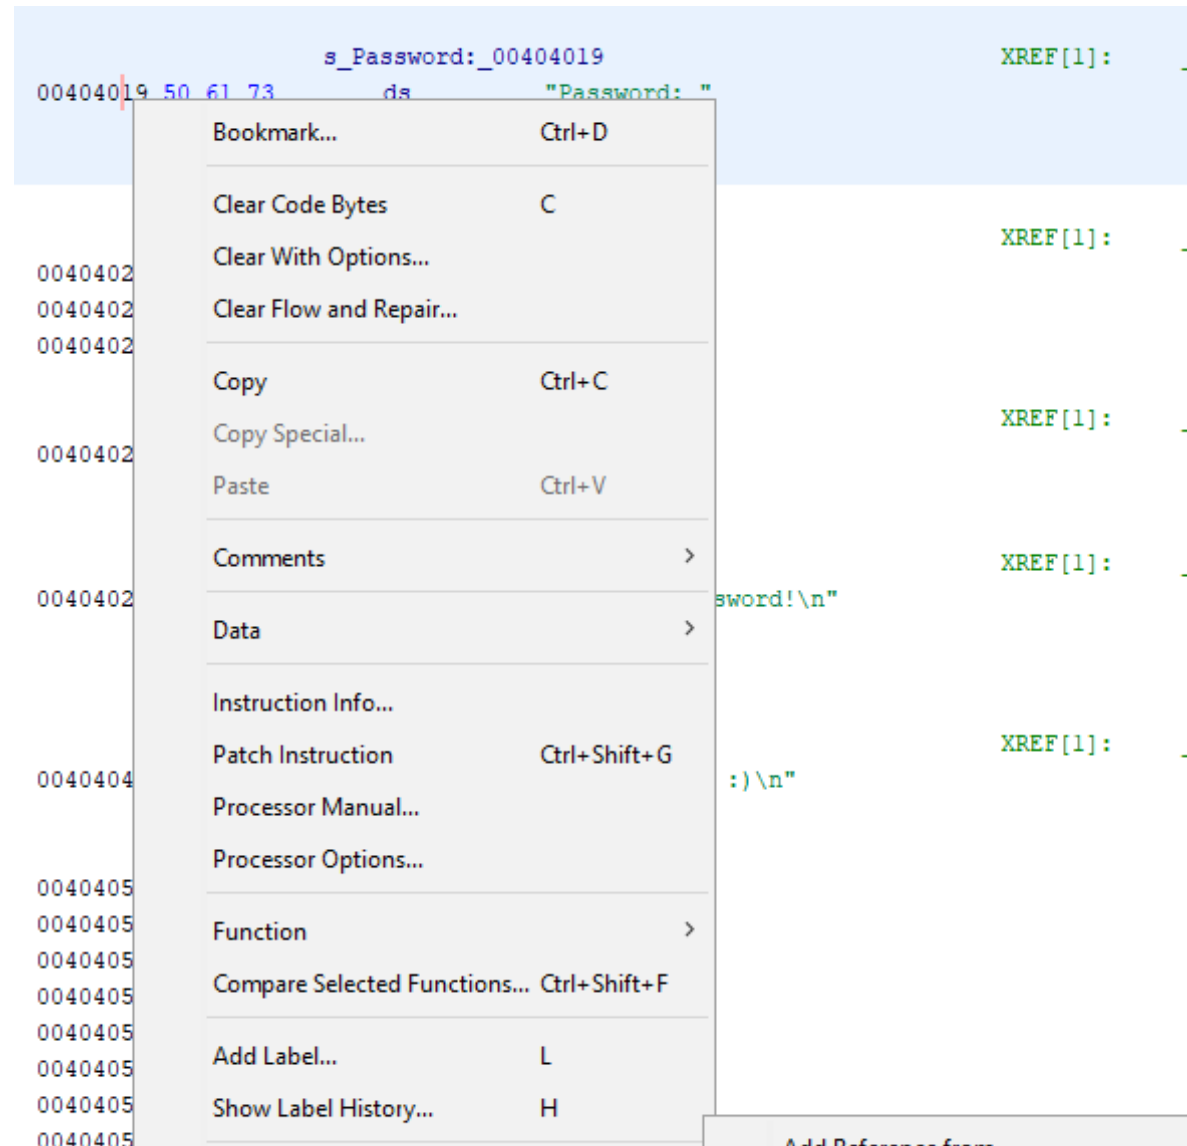 s_Password:_00404019 XREF[1]:
00404019 50 61 73 ds "Password: "
Bookmark... Ctrl+D
Clear Code Bytes C
XREF[1]:
Clear With Options...
0040402
Clear Flow and Repair...
0040402
0040402
Copy Ctrl+C
XREF[1]:
Copy Special...
0040402
Paste Ctrl+V
Comments >
XREF[1]:
0040402 sword!\n"
Data >
Instruction Info...
XREF[1]:
Patch Instruction Ctrl+Shift+G
0040404 :)\n"
Processor Manual...
Processor Options...
0040405
0040405
Function >
0040405
Compare Selected Functions... Ctrl+Shift+F
0040405
0040405
Add Label... L
0040405
0040405
Show Label History... H
0040405
Add Reference from